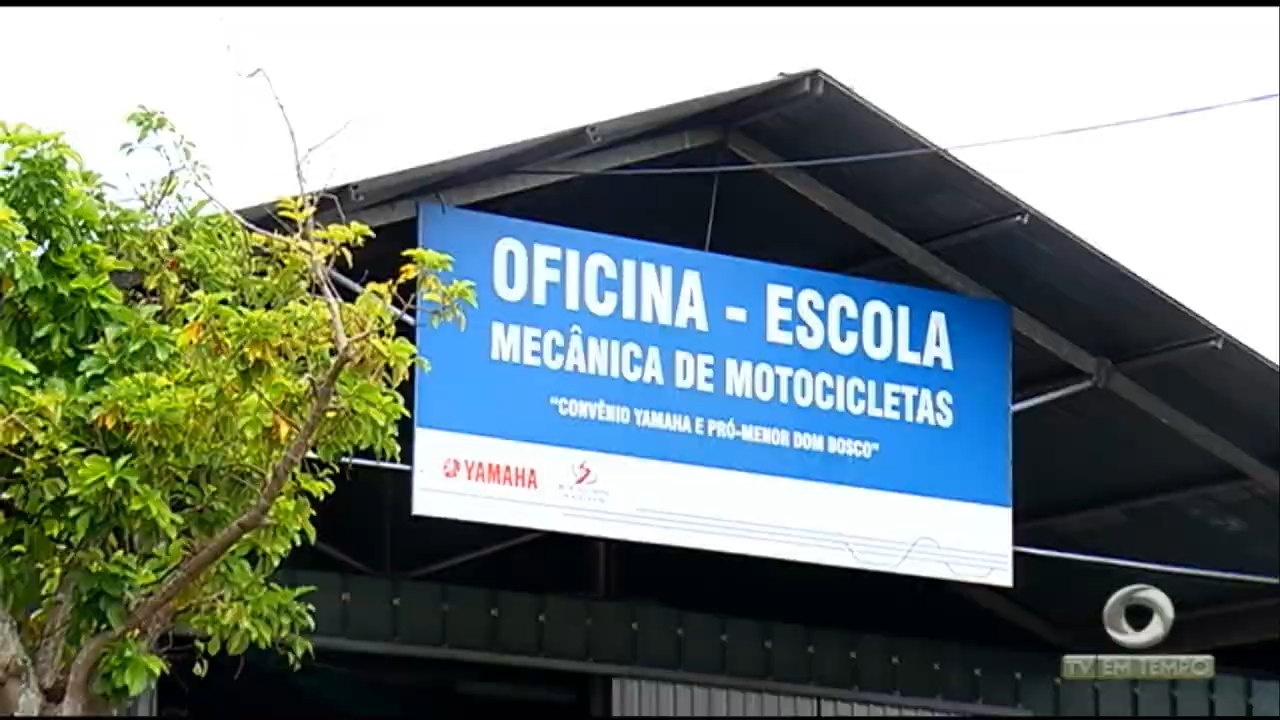 OFICINA - ESCOLA
MECÂNICA DE MOTOCICLETAS
"CONVÊNIO YAMAHA E PRÓ-MENOR DOM BOSCO"
YAMAHA
TV EM TEMPO